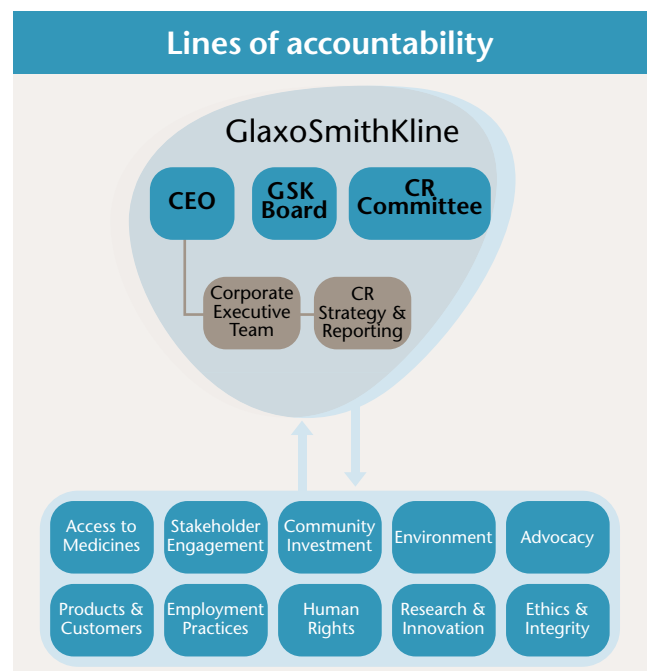 Lines of accountability
GlaxoSmithKline
CEO
GSK
Board
CR
Committee
Corporate
Executive
Team
CR
Strategy &
Reporting
Access to
Medicines
Stakeholder
Engagement
Community
Investment
Environment
Advocacy
Products &
Customers
Employment
Practices
Human
Rights
Research &
Innovation
Ethics &
Integrity